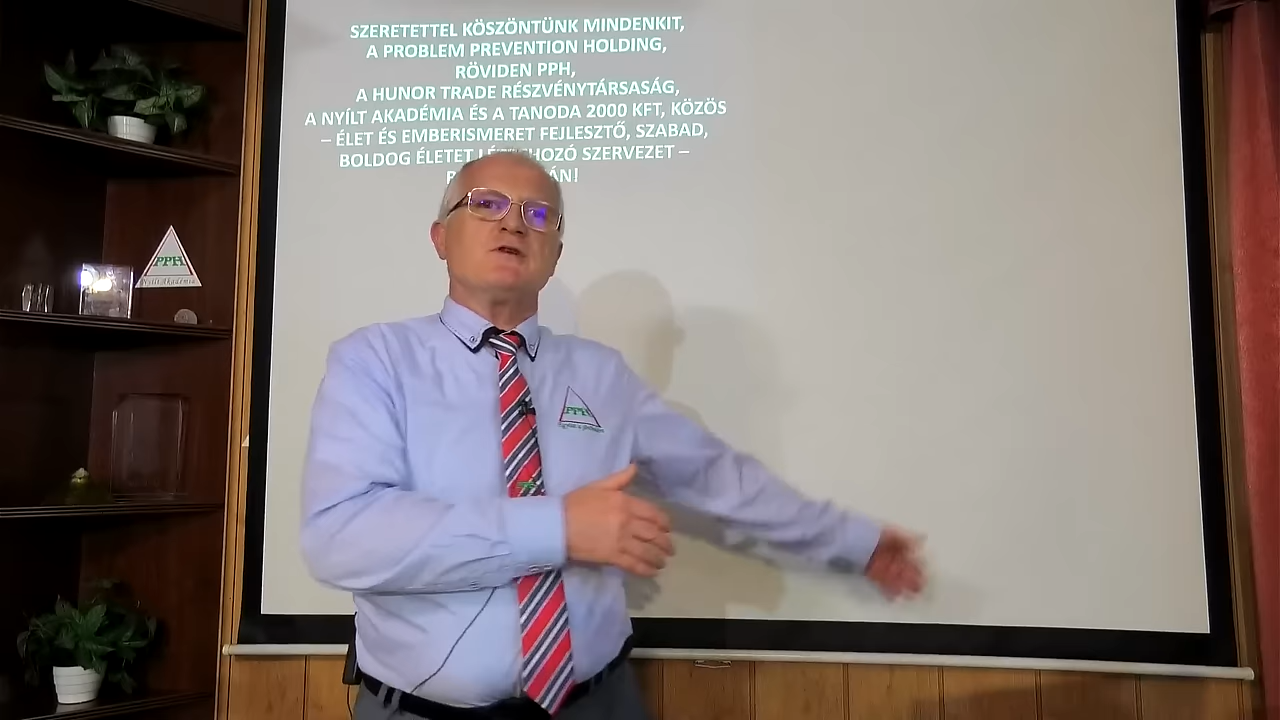 SZERETETTEL KÖSZÖNTÜNK MINDENKIT,
A PROBLEM PREVENTION HOLDING,
RÖVIDEN PPH,
A HUNOR TRADE RÉSZVÉNYTÁRSASÁG,
A NYÍLT AKADÉMIA ÉS A TANODA 2000 KFT, KÖZÖS
– ÉLET ÉS EMBERISMERET FEJLESZTŐ, SZABAD,
BOLDOG ÉLETET SZERVEZET –
PPH
Nyílt Akadémia
PPH